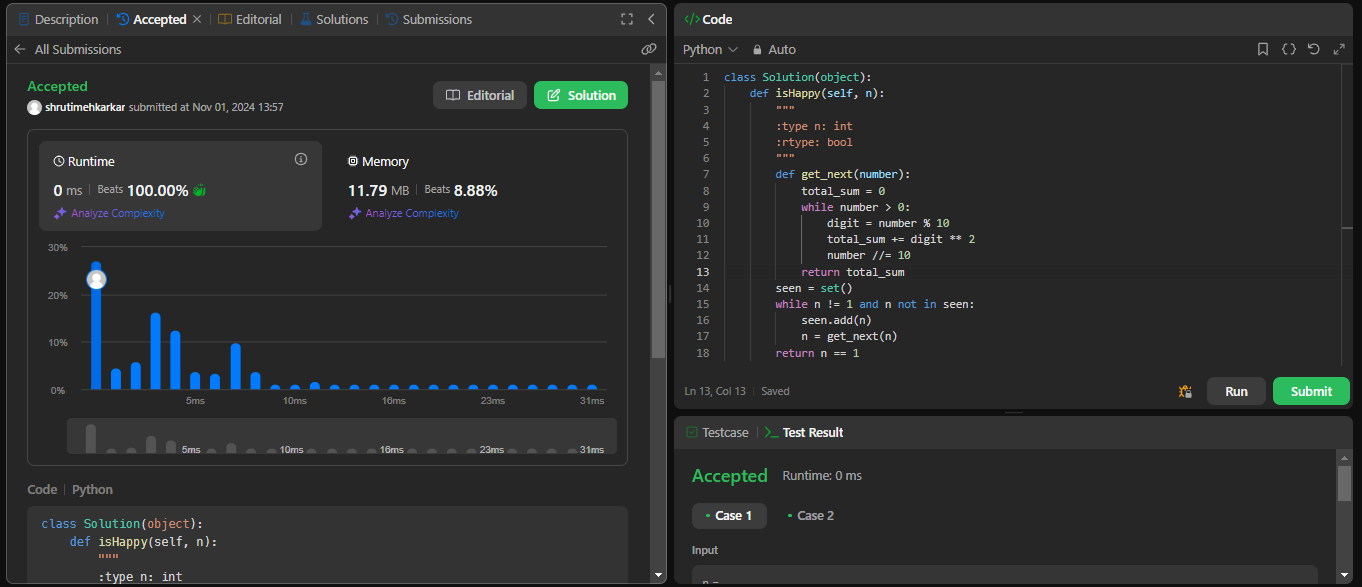 Description Accepted Editorial Solutions Submissions
All Submissions
Accepted
shrutimehkarkar submitted at Nov 01, 2024 13:57
Editorial Solution
Runtime
0 ms Beats 100.00%
Analyze Complexity
Memory
11.79 MB Beats 8.88%
Analyze Complexity
30%
20%
10%
0%
5ms 10ms 16ms 23ms 31ms
5ms 10ms 16ms 23ms 31ms
Code Python
class Solution(object):
    def isHappy(self, n):
        """
        :type n: int
</> Code
Python Auto
1 class Solution(object):
2     def isHappy(self, n):
3         """
4         :type n: int
5         :rtype: bool
6         """
7         def get_next(number):
8             total_sum = 0
9             while number > 0:
10                 digit = number % 10
11                 total_sum += digit ** 2
12                 number //= 10
13             return total_sum
14         seen = set()
15         while n != 1 and n not in seen:
16             seen.add(n)
17             n = get_next(n)
18         return n == 1
Ln 13, Col 13 Saved
Run Submit
Testcase Test Result
Accepted Runtime: 0 ms
Case 1 Case 2
Input
n =